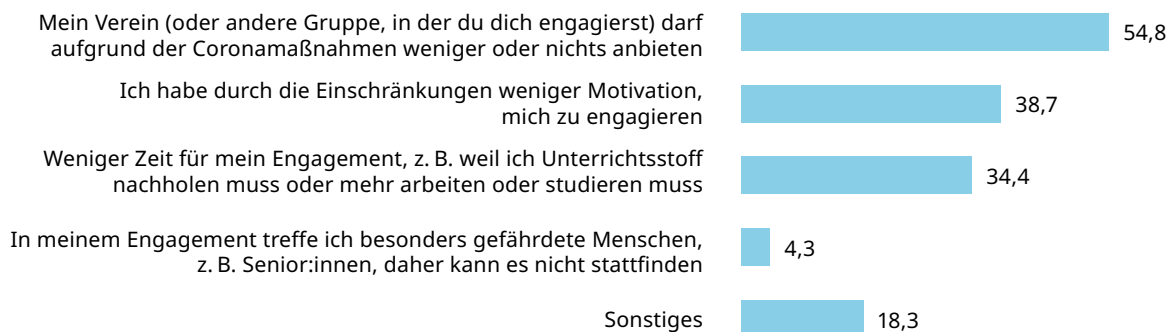 Mein Verein (oder andere Gruppe, in der du dich engagierst) darf
aufgrund der Coronamaßnahmen weniger oder nichts anbieten
54,8
Ich habe durch die Einschränkungen weniger Motivation,
mich zu engagieren
38,7
Weniger Zeit für mein Engagement, z. B. weil ich Unterrichtsstoff
nachholen muss oder mehr arbeiten oder studieren muss
34,4
In meinem Engagement treffe ich besonders gefährdete Menschen,
z. B. Senior:innen, daher kann es nicht stattfinden
4,3
Sonstiges
18,3